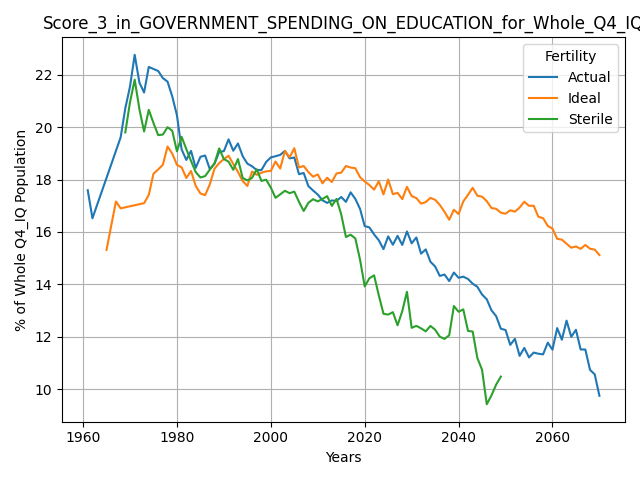 Score_3_in_GOVERNMENT_SPENDING_ON_EDUCATION_for_Whole_Q4_IQ
Fertility
Actual
Ideal
Sterile
% of Whole Q4_IQ Population
22
20
18
16
14
12
10
1960 1980 2000 2020 2040 2060
Years